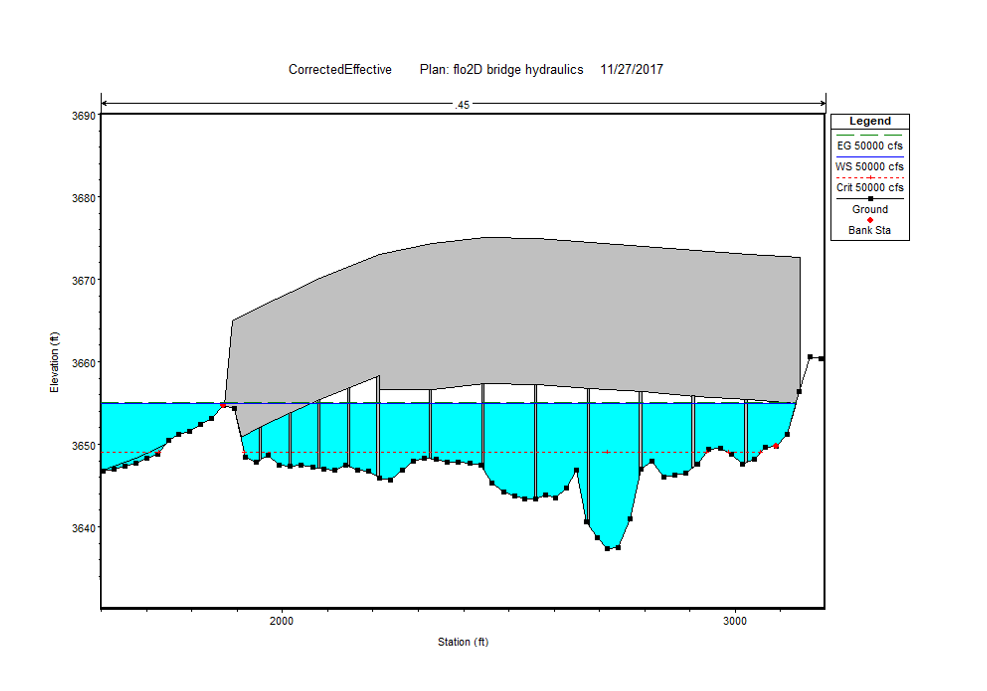 CorrectedEffective Plan: flo2D bridge hydraulics 11/27/2017
.45
3690
3680
3670
3660
3650
3640
2000
3000
Elevation (ft)
Station (ft)
Legend
EG 50000 cfs
WS 50000 cfs
Crit 50000 cfs
Ground
Bank Sta